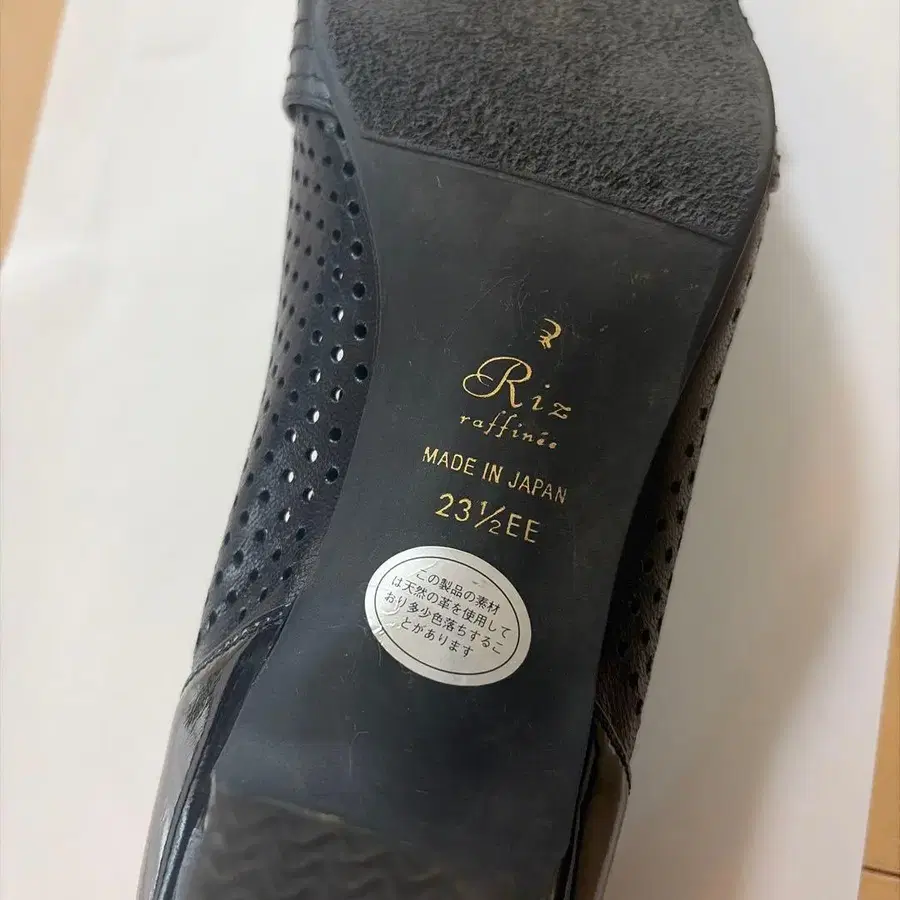 Riz
raffinée
MADE IN JAPAN
23½EE
この製品の素材
は天然の革を使用して
おり多少色落ちするこ
とがあります